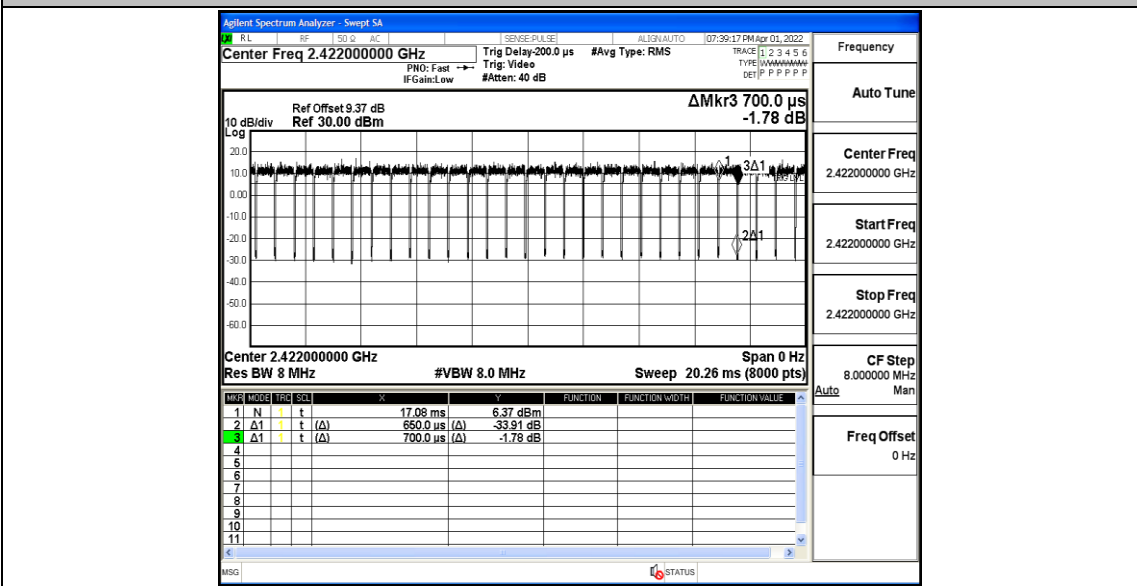 Agilent Spectrum Analyzer - Swept SA
RL RF 50 Ω AC SENSE:PULSE ALIGNAUTO 07:39:17 PM Apr 01, 2022
Center Freq 2.422000000 GHz
PNO: Fast
IFGain:Low
Trig Delay-200.0 µs
Trig: Video
#Atten: 40 dB
#Avg Type: RMS
TRACE 1 2 3 4 5 6
TYPE
DET P P P P P P
Frequency
Auto Tune
Center Freq
2.422000000 GHz
Start Freq
2.422000000 GHz
Stop Freq
2.422000000 GHz
CF Step
8.000000 MHz
Auto Man
Freq Offset
0 Hz
ΔMkr3 700.0 µs
-1.78 dB
Ref Offset 9.37 dB
10 dB/div Ref 30.00 dBm
Log
20.0
10.0
0.00
-10.0
-20.0
-30.0
-40.0
-50.0
-60.0
1
3Δ1
2Δ1
Center 2.422000000 GHz Span 0 Hz
Res BW 8 MHz #VBW 8.0 MHz Sweep 20.26 ms (8000 pts)
MKR MODE TRC SCL X Y FUNCTION FUNCTION WIDTH FUNCTION VALUE
1 N 1 t 17.08 ms 6.37 dBm
2 Δ1 1 t (Δ) 650.0 µs (Δ) -33.91 dB
3 Δ1 1 t (Δ) 700.0 µs (Δ) -1.78 dB
4
5
6
7
8
9
10
11
MSG STATUS